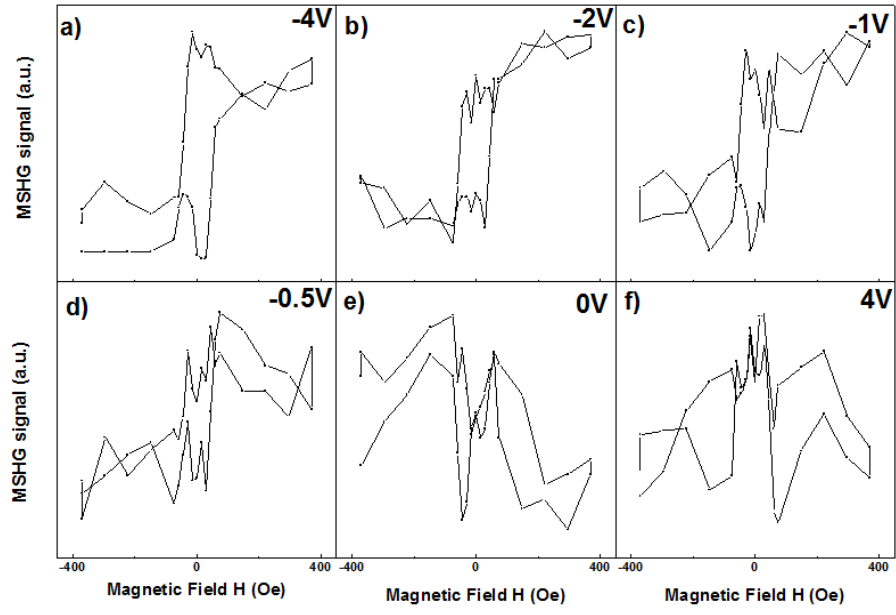 a) -4V b) -2V c) -1V
MSHG signal (a.u.)
d) -0.5V e) 0V f) 4V
MSHG signal (a.u.)
-400 0 400 -400 0 400 -400 0 400
Magnetic Field H (Oe) Magnetic Field H (Oe) Magnetic Field H (Oe)